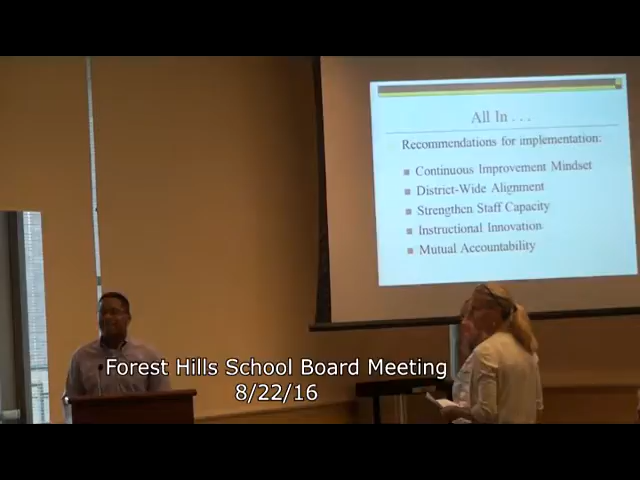 All In . . .
Recommendations for implementation:
Continuous Improvement Mindset
District-Wide Alignment
Strengthen Staff Capacity
Instructional Innovation
Mutual Accountability
Forest Hills School Board Meeting
8/22/16